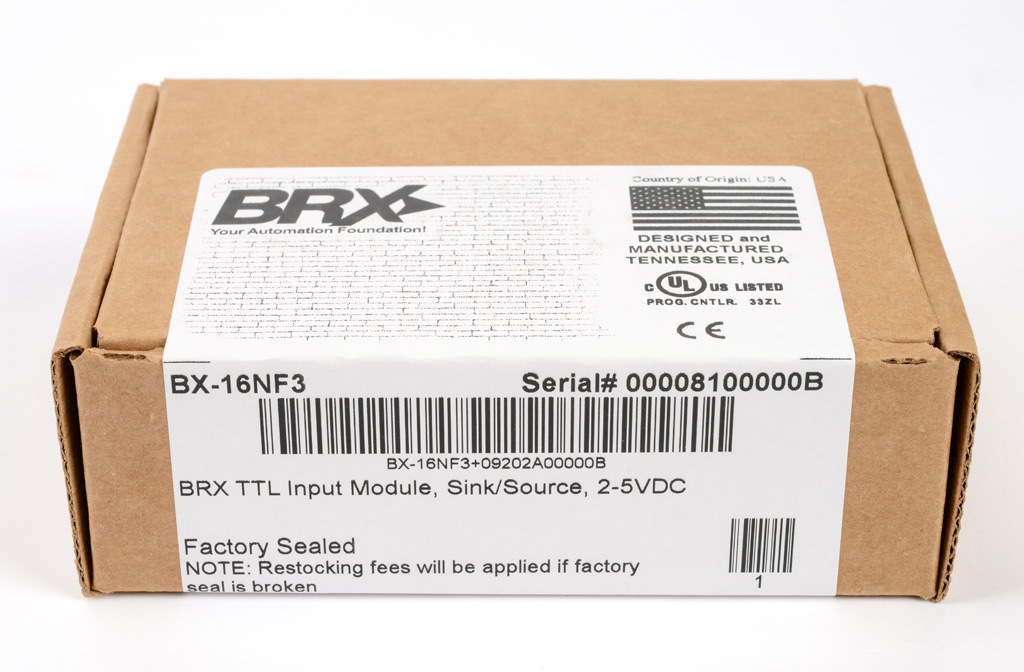 BRX
Your Automation Foundation!
Country of Origin: USA
DESIGNED and
MANUFACTURED
TENNESSEE, USA
C UL US LISTED
PROG. CNTLR. 33ZL
CE
BX-16NF3
Serial# 00008100000B
BX-16NF3+09202A00000B
BRX TTL Input Module, Sink/Source, 2-5VDC
Factory Sealed
NOTE: Restocking fees will be applied if factory
seal is broken
1